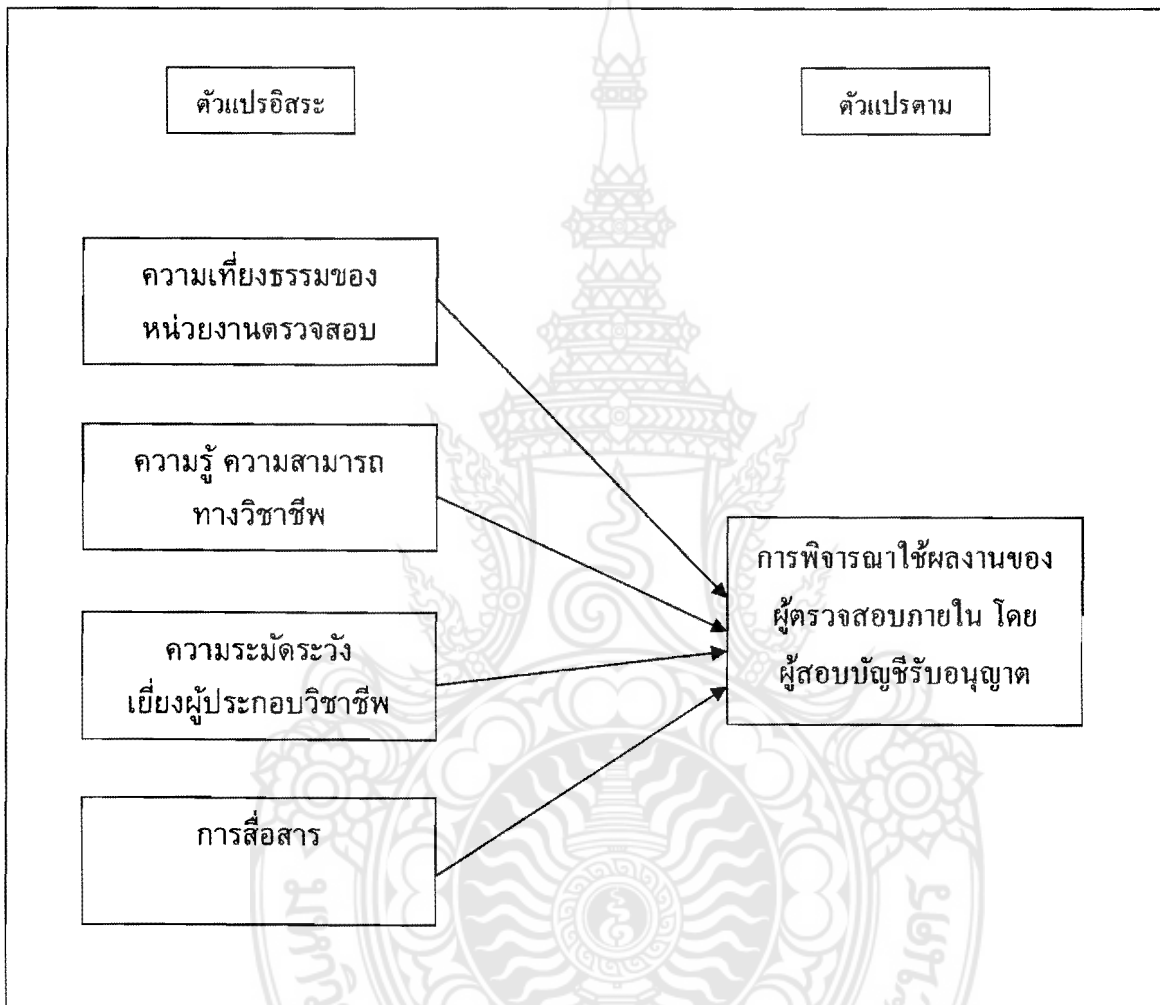 ตัวแปรอิสระ
ตัวแปรตาม
ความเที่ยงธรรมของ
หน่วยงานตรวจสอบ
ความรู้ ความสามารถ
ทางวิชาชีพ
ความระมัดระวัง
เยี่ยงผู้ประกอบวิชาชีพ
การสื่อสาร
การพิจารณาใช้ผลงานของ
ผู้ตรวจสอบภายใน โดย
ผู้สอบบัญชีรับอนุญาต